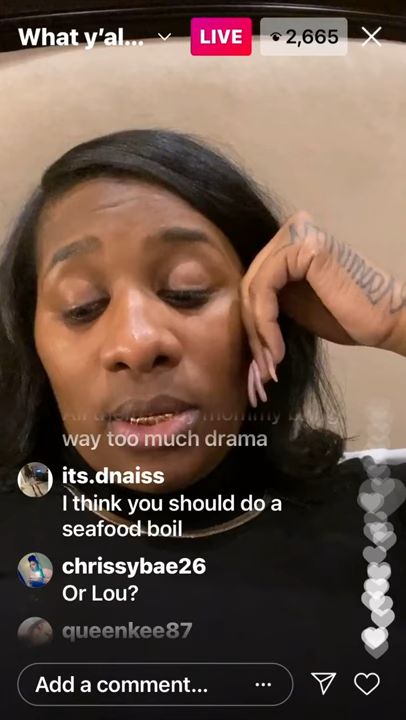 What y'al...
LIVE
2,665
way too much drama
its.dnaiss
I think you should do a
seafood boil
chrissybae26
Or Lou?
queenkee87
Add a comment...